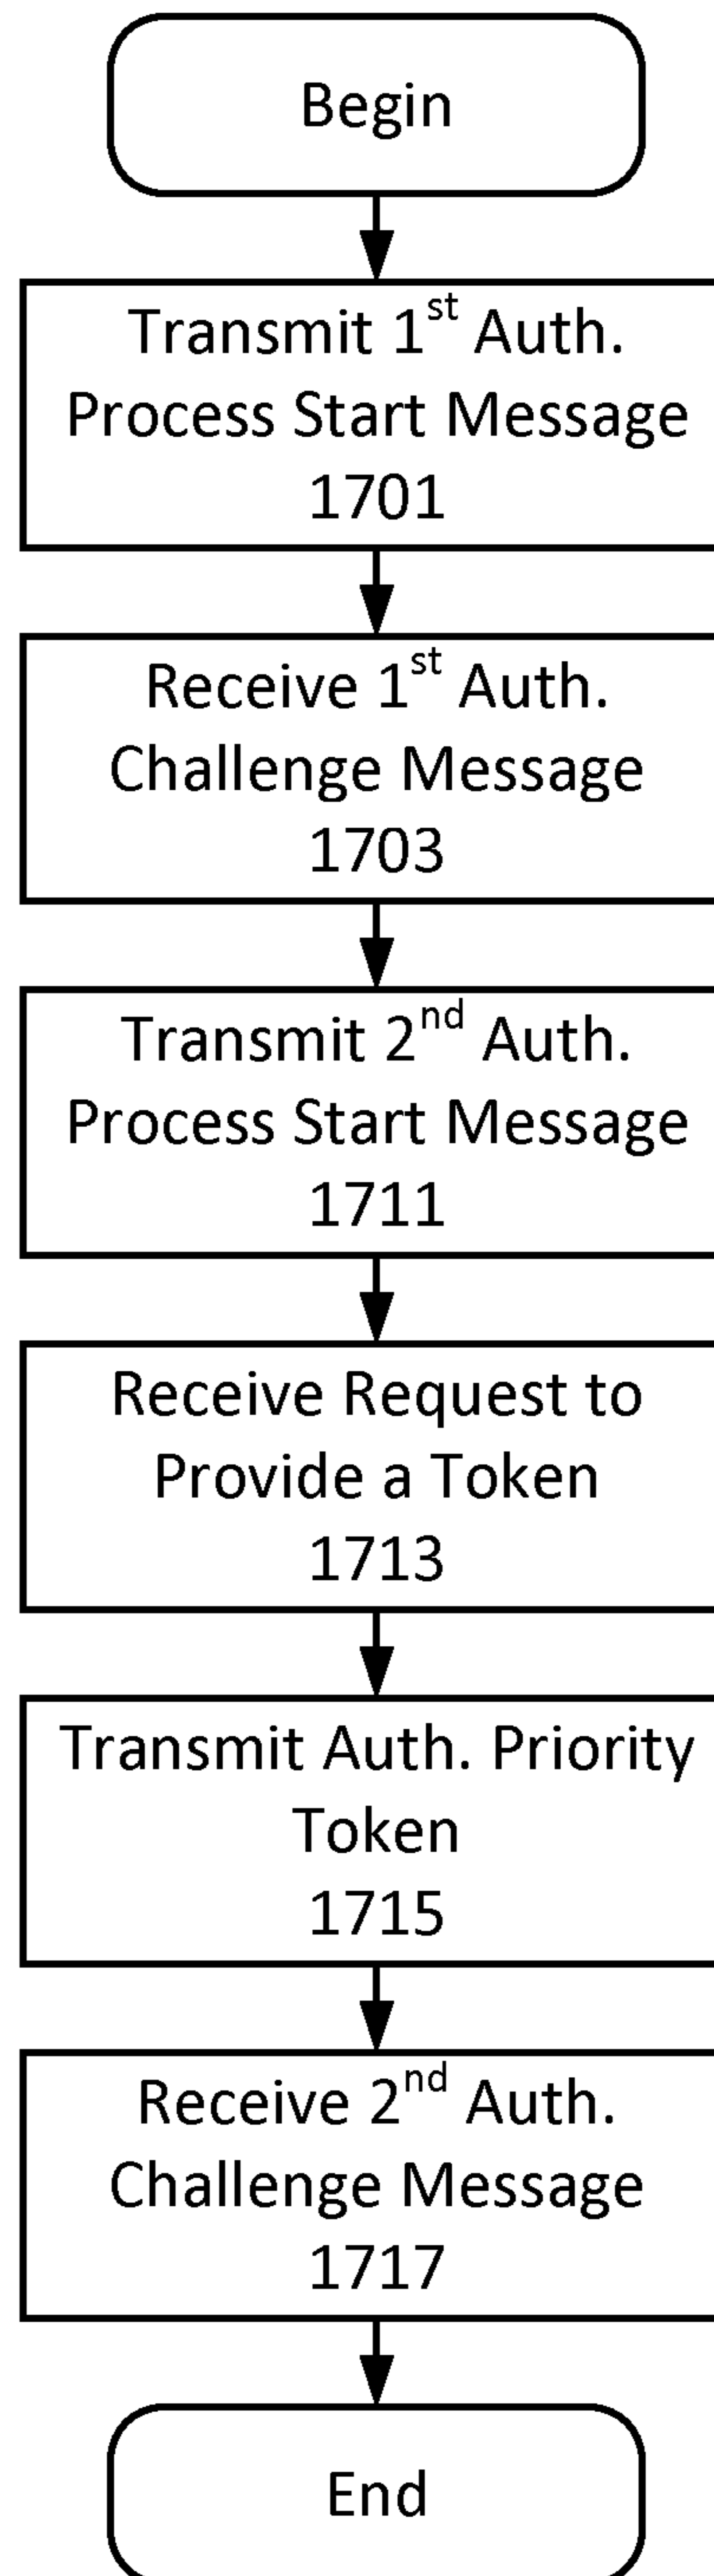 Begin
Transmit 1st Auth.
Process Start Message
1701
Receive 1st Auth.
Challenge Message
1703
Transmit 2nd Auth.
Process Start Message
1711
Receive Request to
Provide a Token
1713
Transmit Auth. Priority
Token
1715
Receive 2nd Auth.
Challenge Message
1717
End